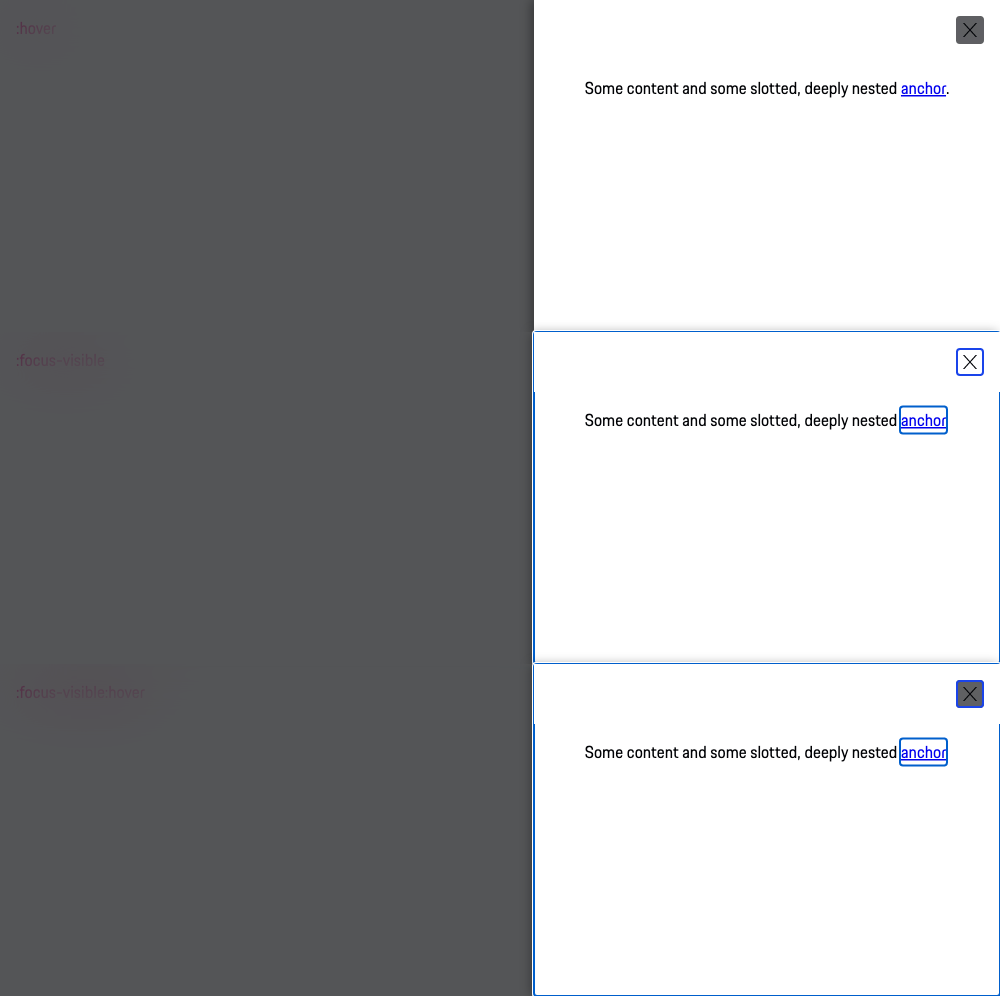 :hover
Some content and some slotted, deeply nested anchor.
:focus-visible
Some content and some slotted, deeply nested anchor
:focus-visible:hover
Some content and some slotted, deeply nested anchor